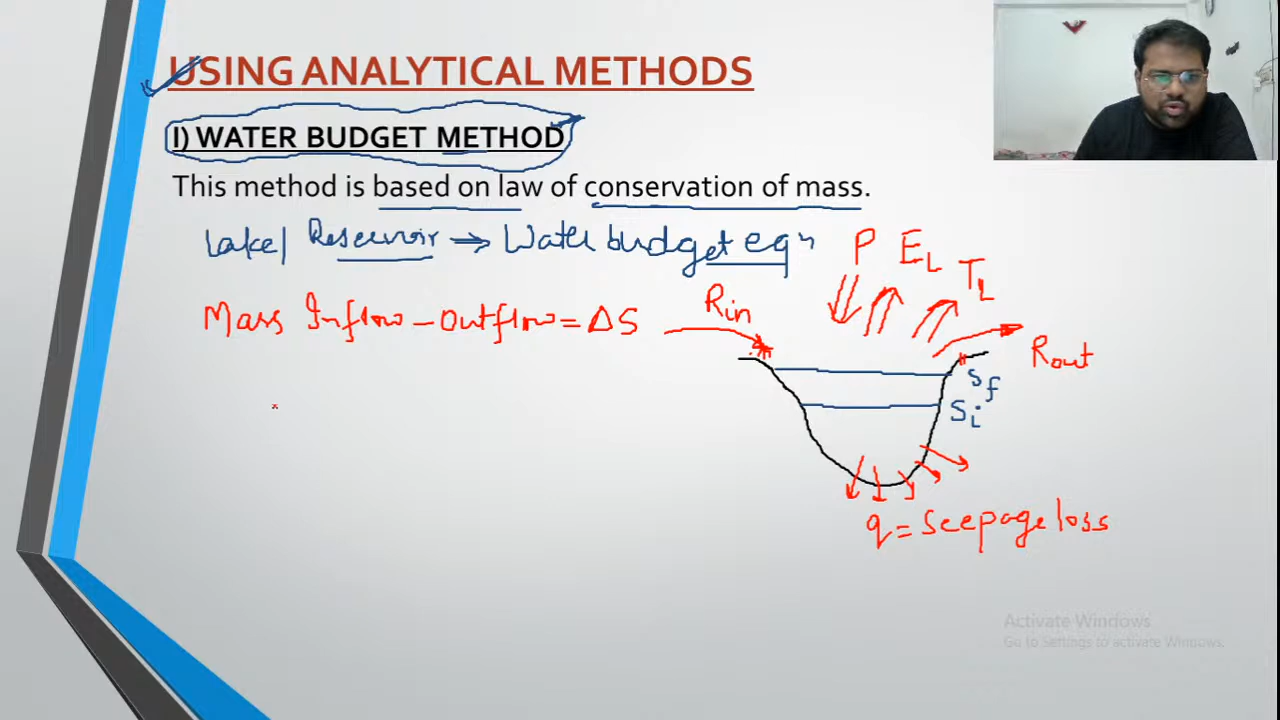 USING ANALYTICAL METHODS
I) WATER BUDGET METHOD
This method is based on law of conservation of mass.
Lake/ Reservoir → Water budget eqn
P EL TL
Mass Inflow - Outflow = ΔS
Rin
Rout
Sf
Si
q = Seepage loss
Activate Windows
Go to Settings to activate Windows.